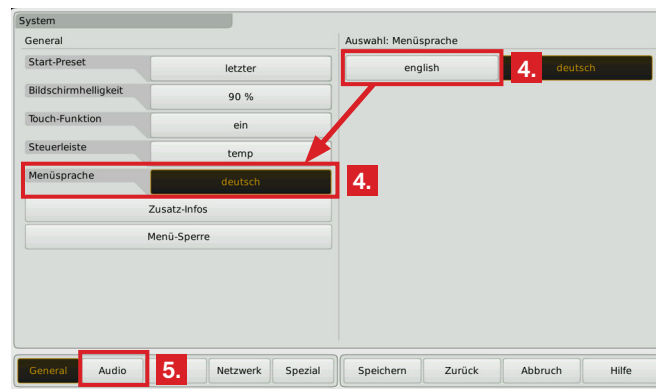 System
General
Start-Preset letzter
Bildschirmhelligkeit 90 %
Touch-Funktion ein
Steuerleiste temp
Menüsprache deutsch 4.
Zusatz-Infos
Menü-Sperre
Auswahl: Menüsprache
english 4. deutsch
General Audio 5. Netzwerk Spezial Speichern Zurück Abbruch Hilfe